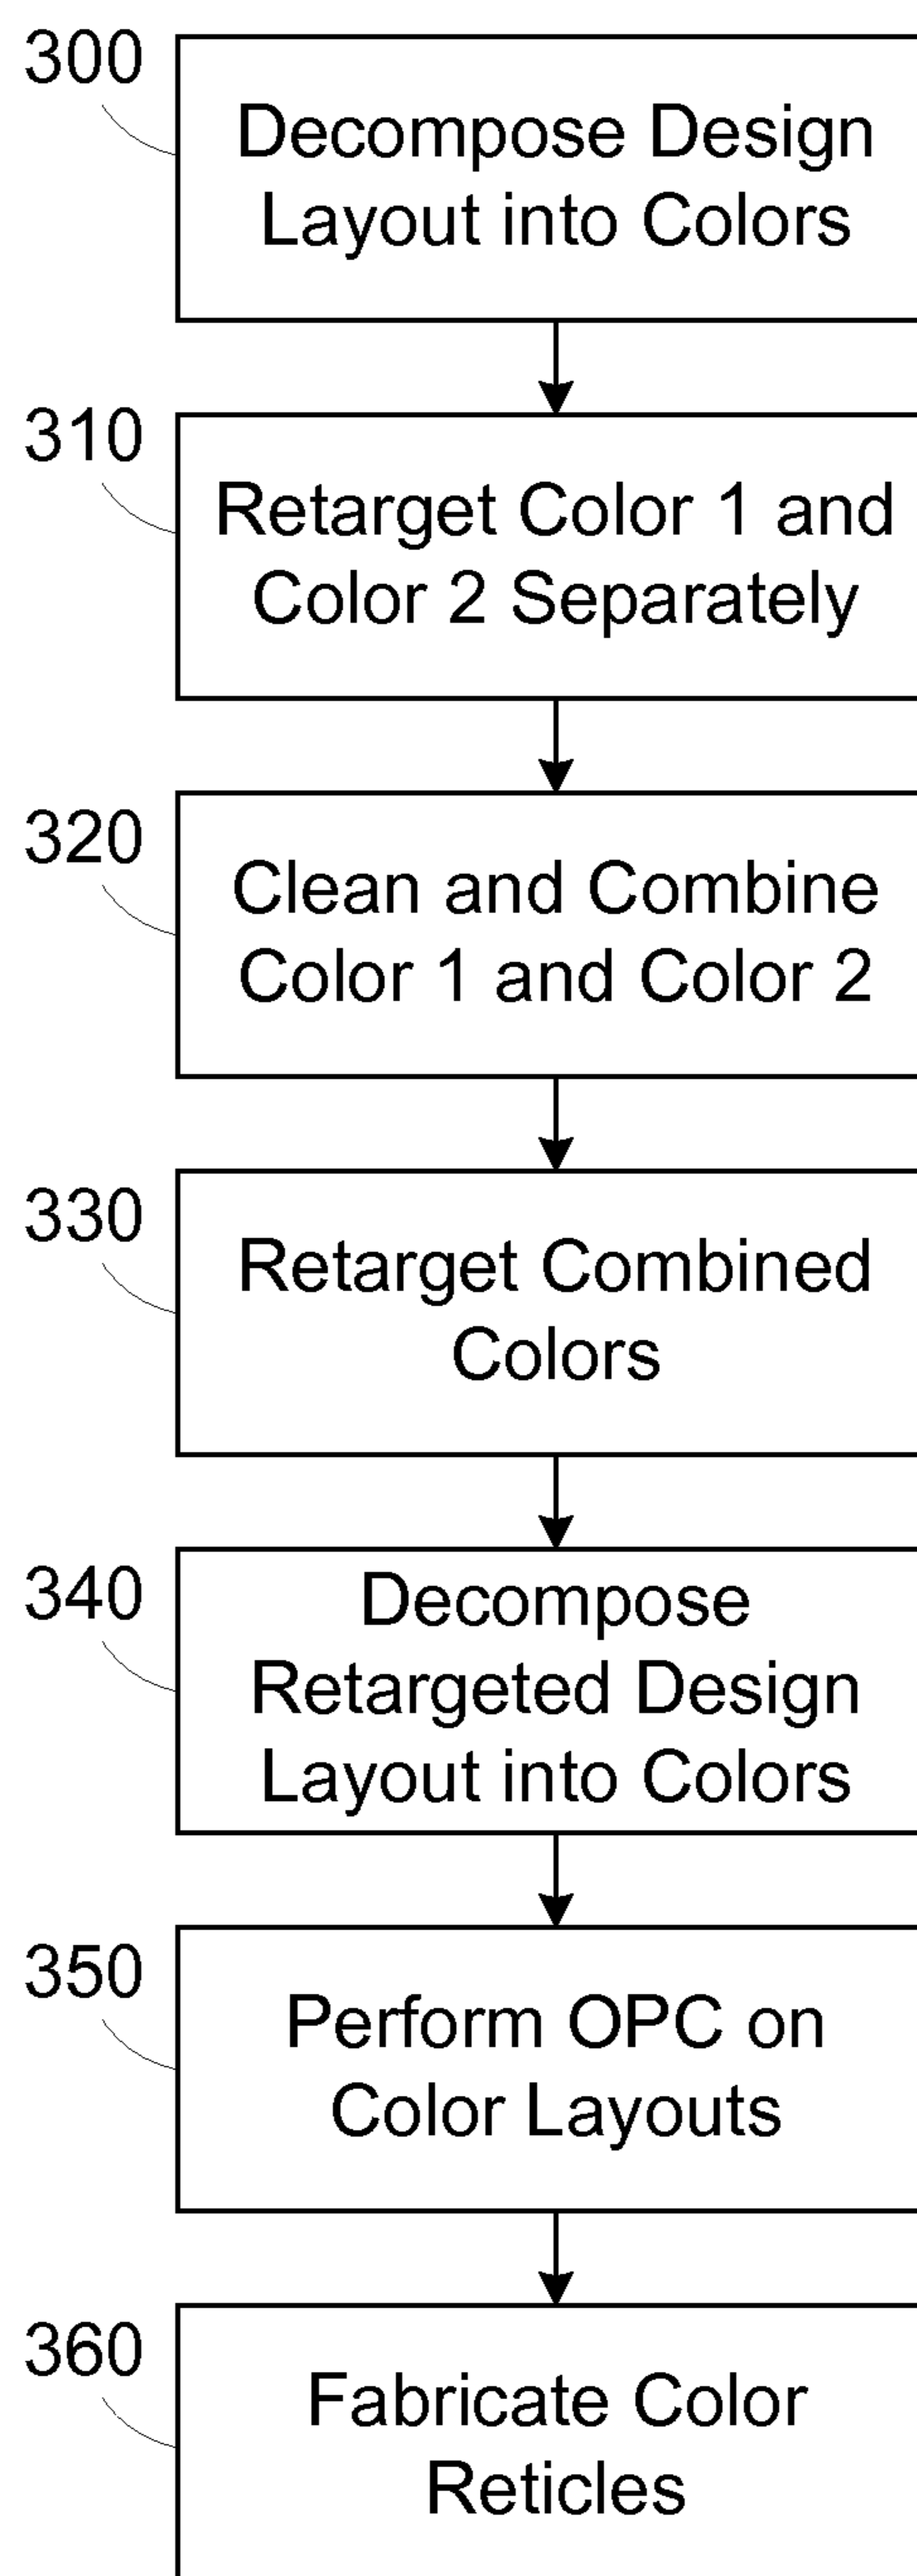 300
Decompose Design
Layout into Colors
310
Retarget Color 1 and
Color 2 Separately
320
Clean and Combine
Color 1 and Color 2
330
Retarget Combined
Colors
340
Decompose
Retargeted Design
Layout into Colors
350
Perform OPC on
Color Layouts
360
Fabricate Color
Reticles